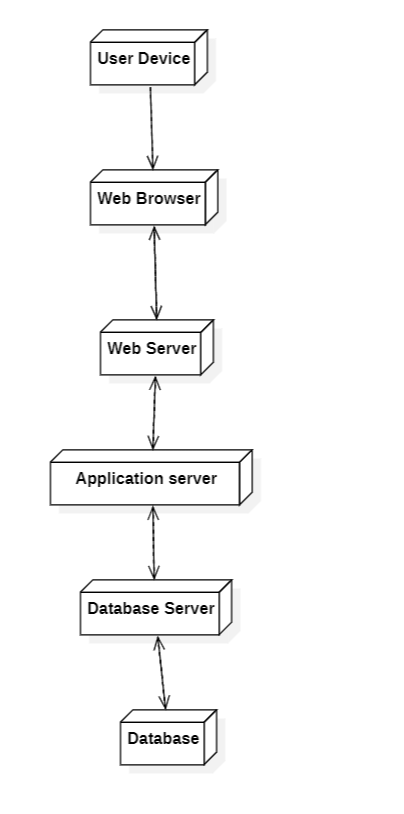 User Device
Web Browser
Web Server
Application server
Database Server
Database